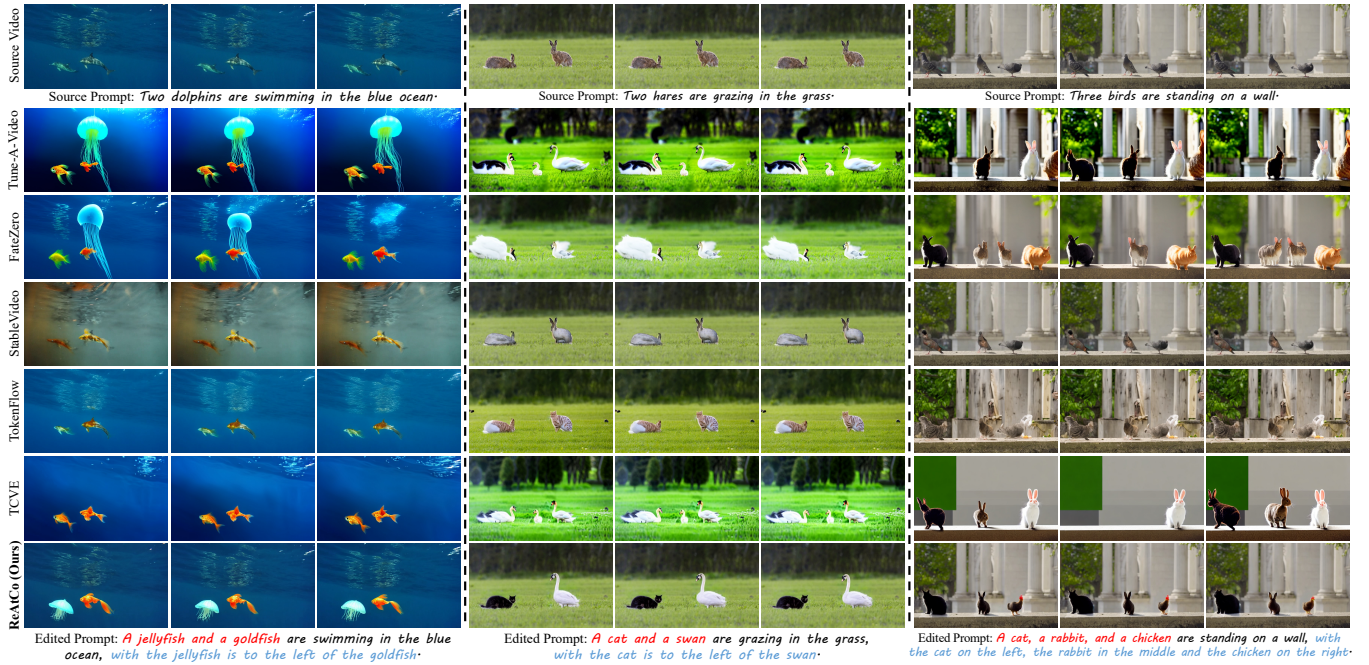 Source Video
Source Prompt: Two dolphins are swimming in the blue ocean.
Source Prompt: Two hares are grazing in the grass.
Source Prompt: Three birds are standing on a wall.
Tune-A-Video
FateZero
StableVideo
TokenFlow
TCVE
ReAtCo (Ours)
Edited Prompt: A jellyfish and a goldfish are swimming in the blue
ocean, with the jellyfish is to the left of the goldfish.
Edited Prompt: A cat and a swan are grazing in the grass,
with the cat is to the left of the swan.
Edited Prompt: A cat, a rabbit, and a chicken are standing on a wall, with
the cat on the left, the rabbit in the middle and the chicken on the right.